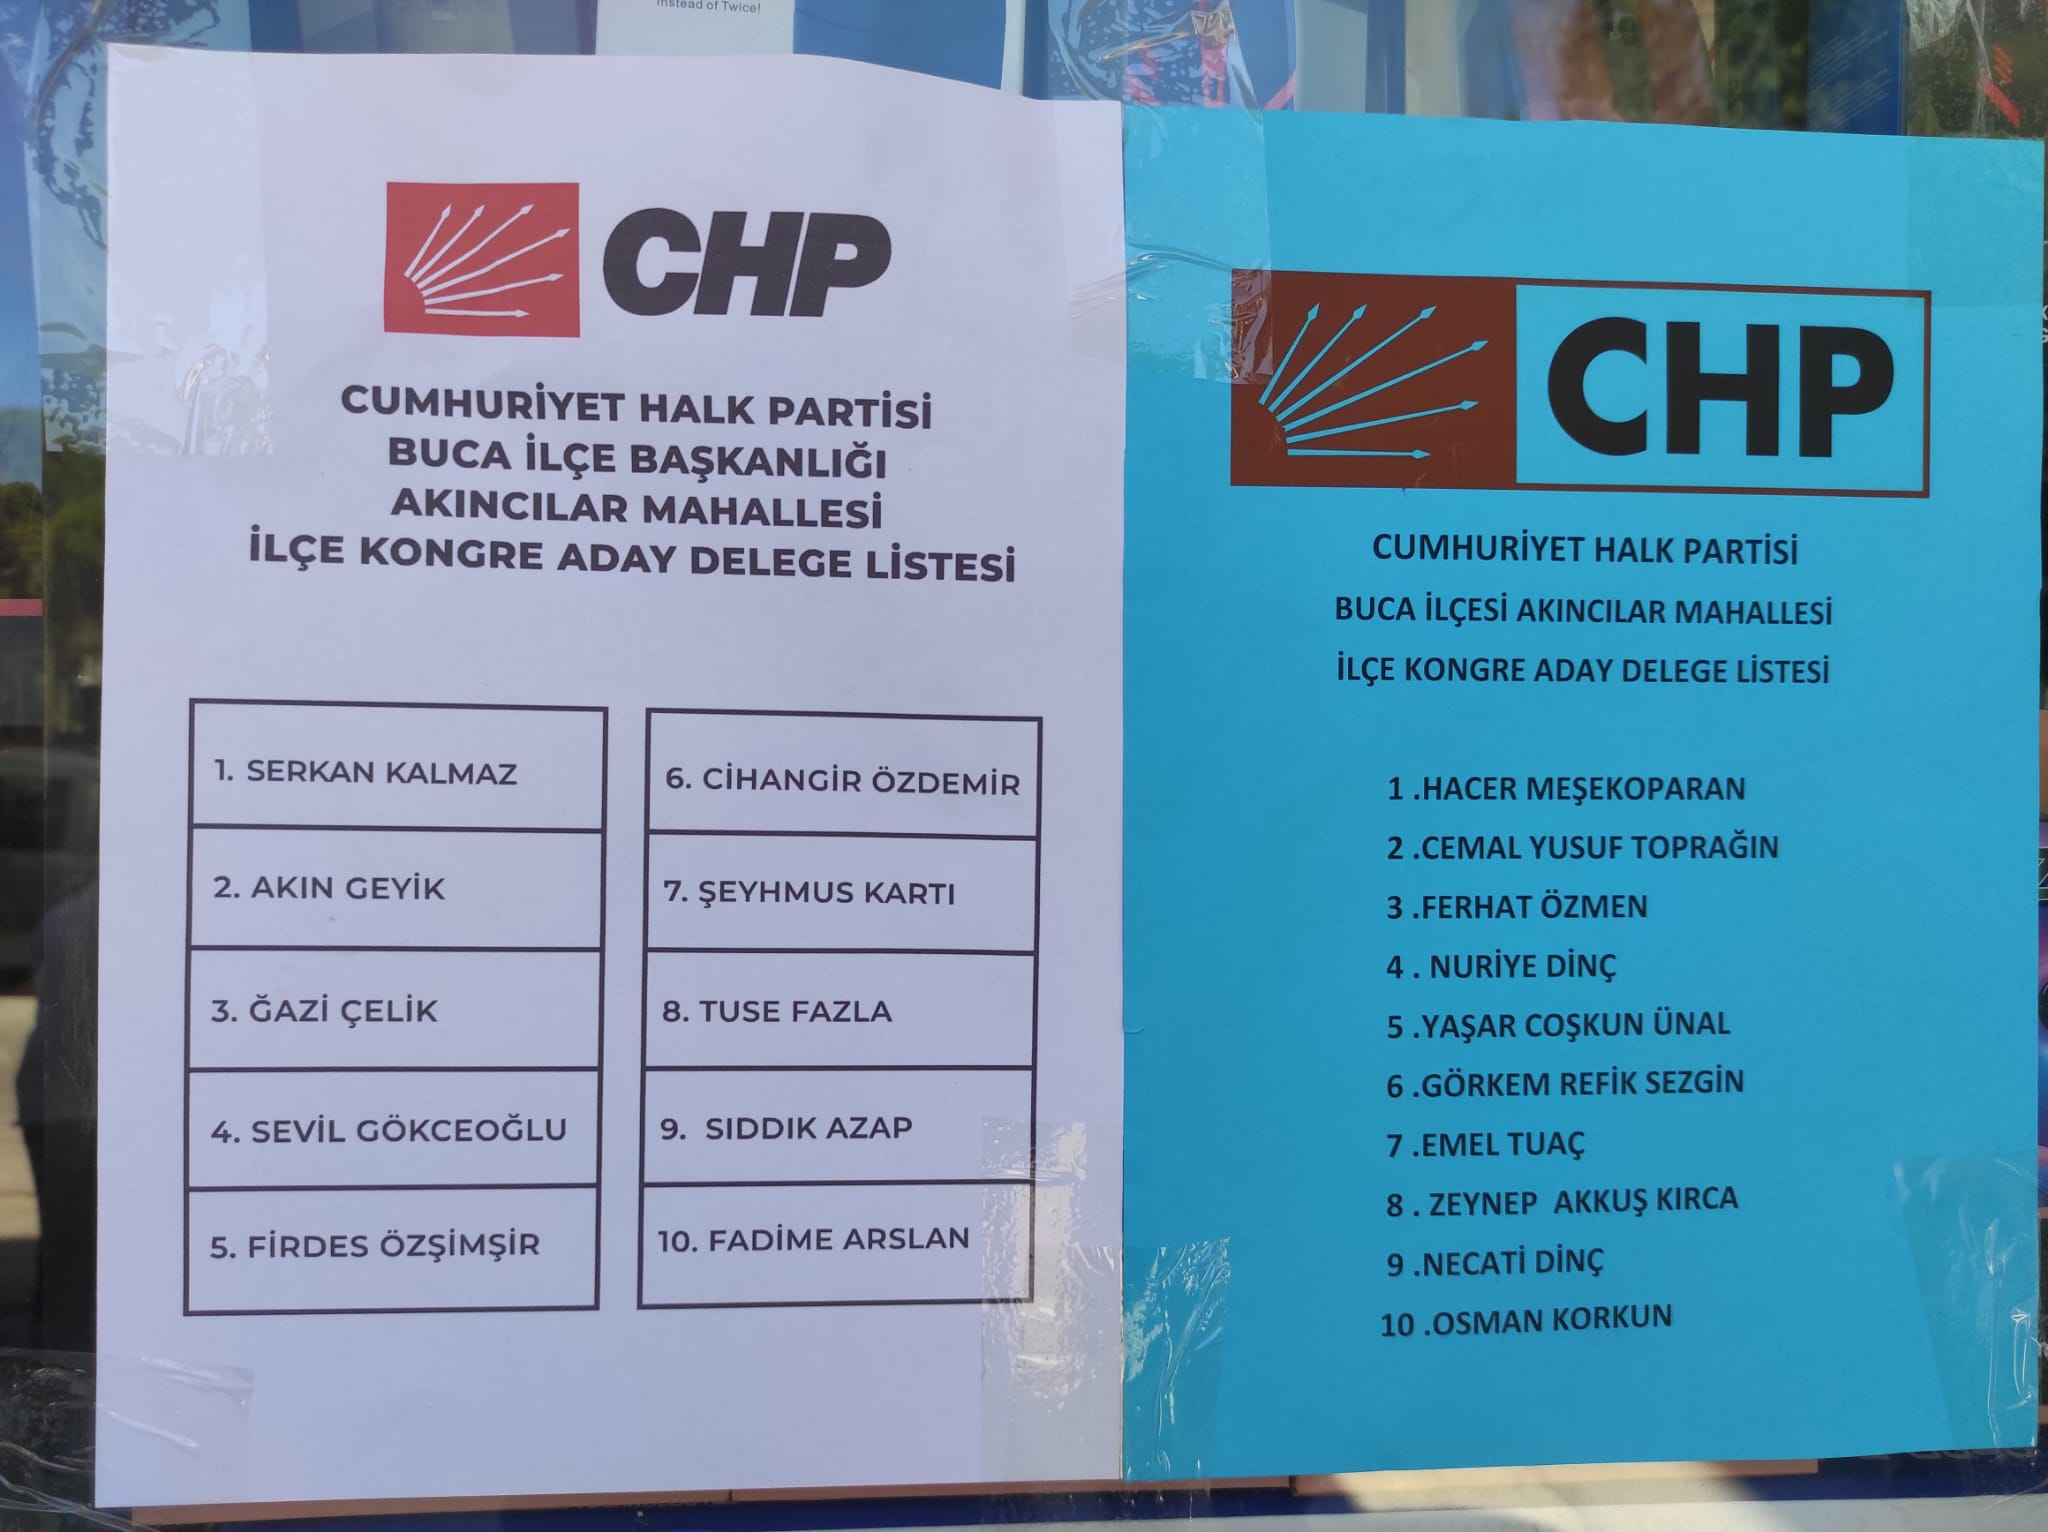 Instead of Twice!
CHP
CUMHURİYET HALK PARTİSİ
BUCA İLÇE BAŞKANLIĞI
AKINCILAR MAHALLESİ
İLÇE KONGRE ADAY DELEGE LİSTESİ
1. SERKAN KALMAZ
2. AKIN GEYİK
3. ĞAZİ ÇELİK
4. SEVİL GÖKCEOĞLU
5. FİRDES ÖZŞİMŞİR
6. CİHANGİR ÖZDEMİR
7. ŞEYHMUS KARTI
8. TUSE FAZLA
9. SIDDIK AZAP
10. FADİME ARSLAN
CHP
CUMHURİYET HALK PARTİSİ
BUCA İLÇESİ AKINCILAR MAHALLESİ
İLÇE KONGRE ADAY DELEGE LİSTESİ
1 .HACER MEŞEKOPARAN
2 .CEMAL YUSUF TOPRAĞIN
3 .FERHAT ÖZMEN
4 . NURİYE DİNÇ
5 .YAŞAR COŞKUN ÜNAL
6 .GÖRKEM REFİK SEZGİN
7 .EMEL TUAÇ
8 . ZEYNEP AKKUŞ KIRCA
9 .NECATİ DİNÇ
10 .OSMAN KORKUN